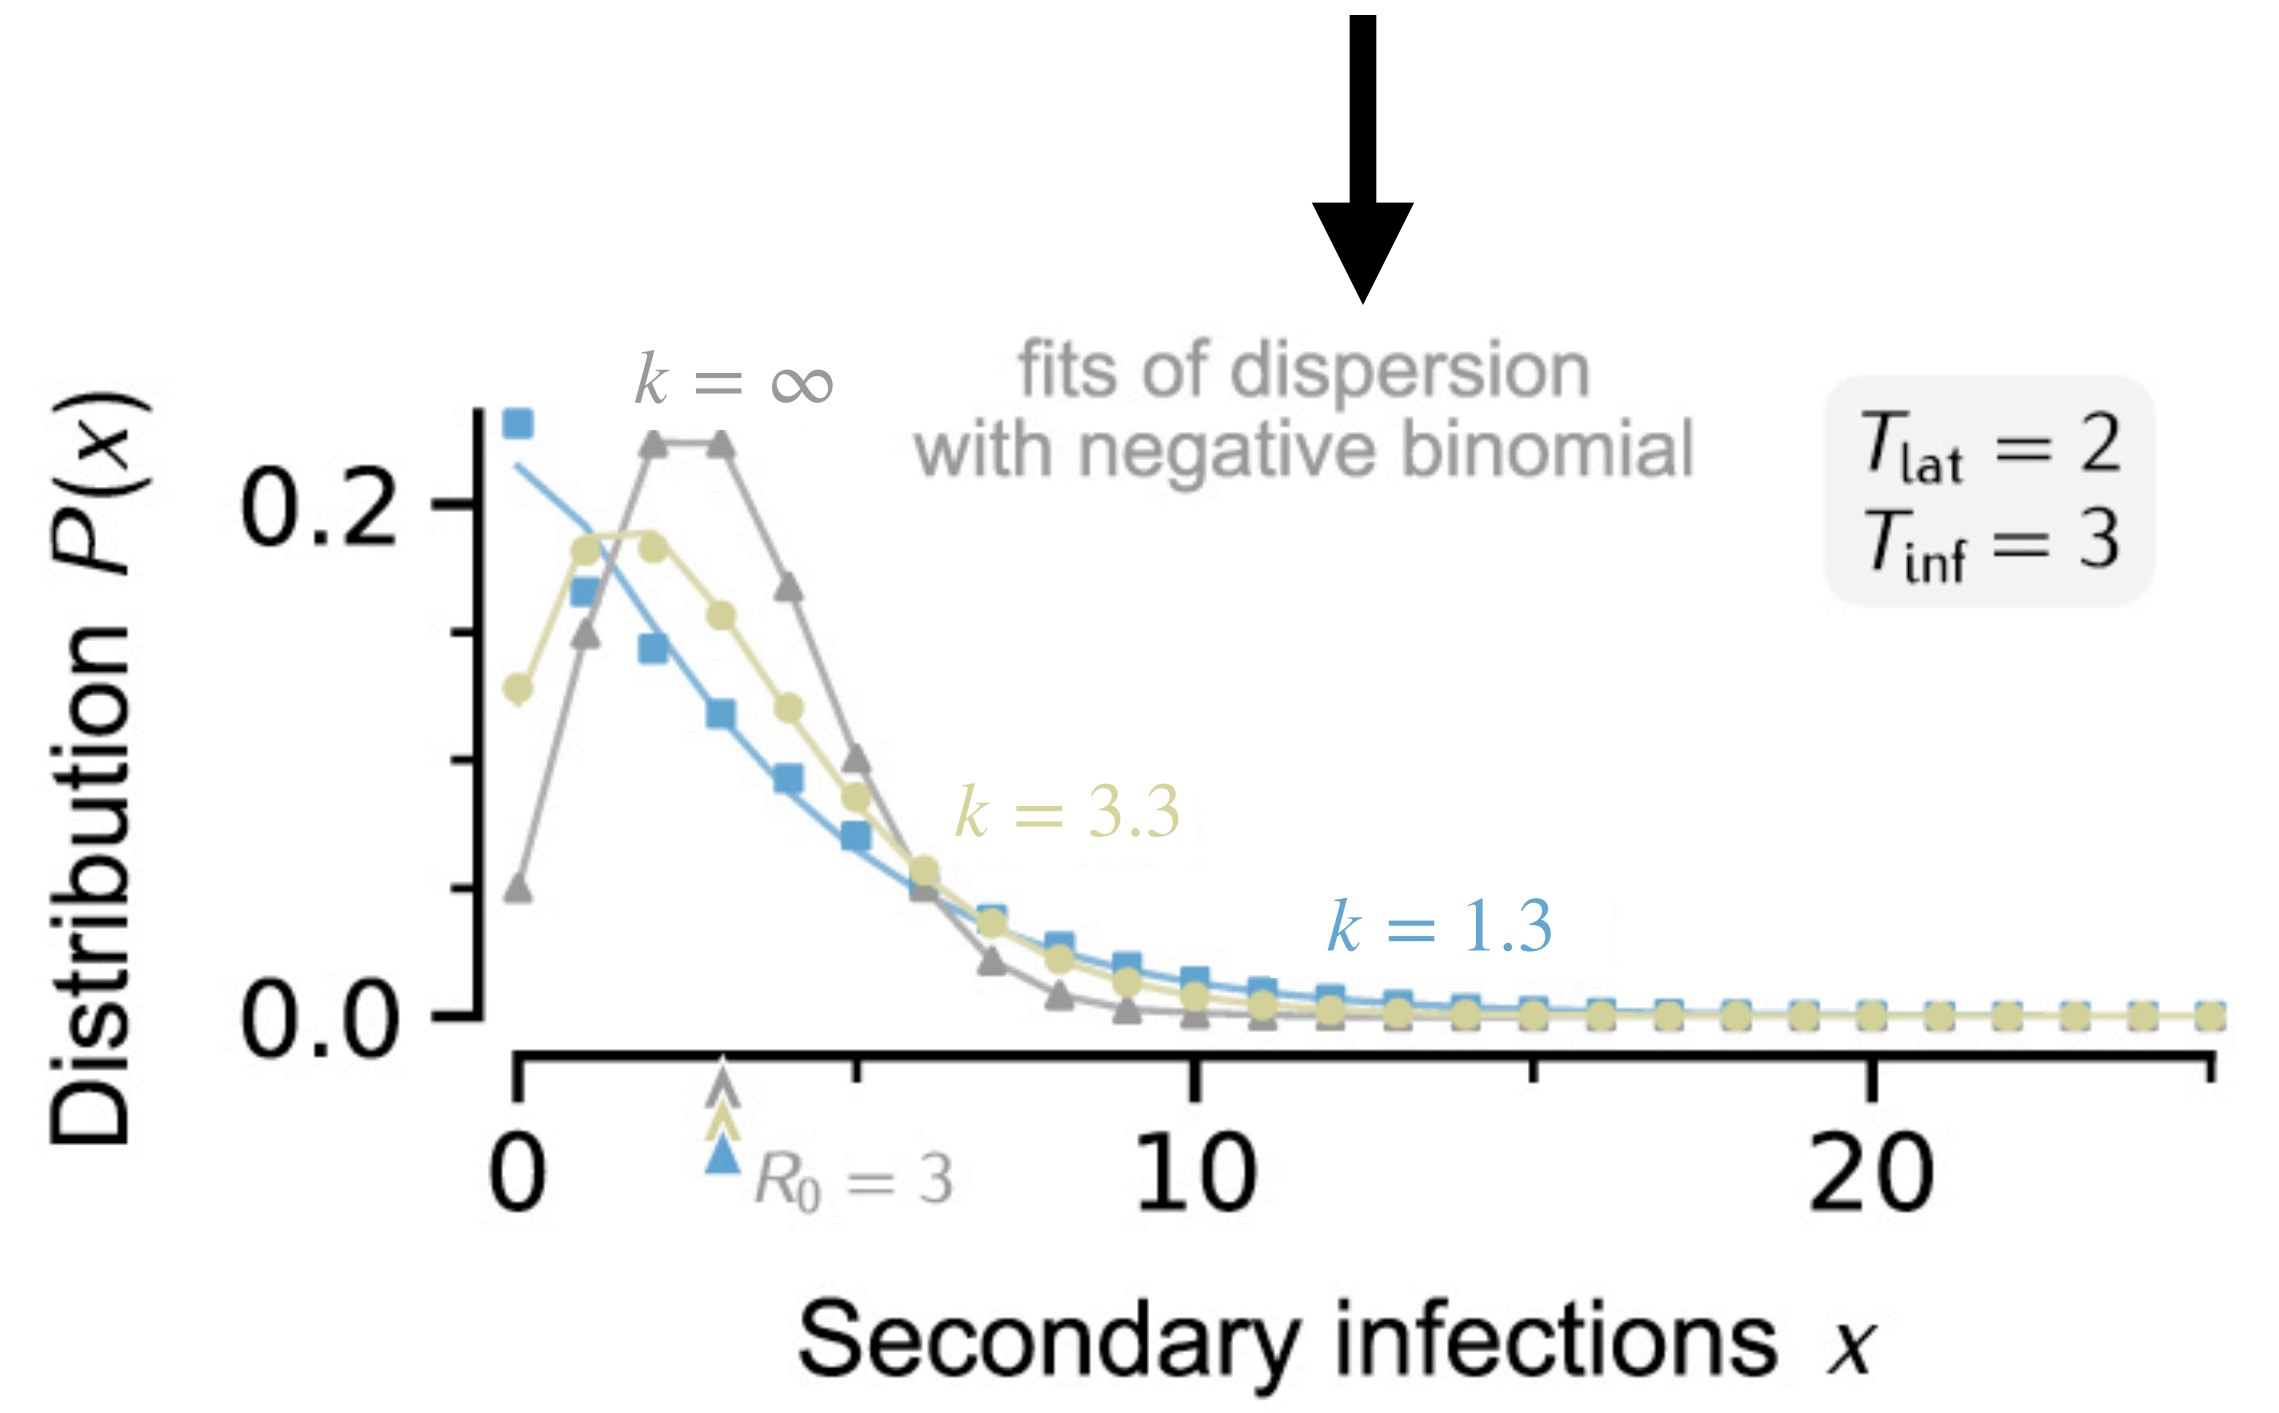 k = ∞
fits of dispersion
with negative binomial
T_lat = 2
T_inf = 3
Distribution P(x)
0.2
0.0
k = 3.3
k = 1.3
R_0 = 3
0
10
20
Secondary infections x